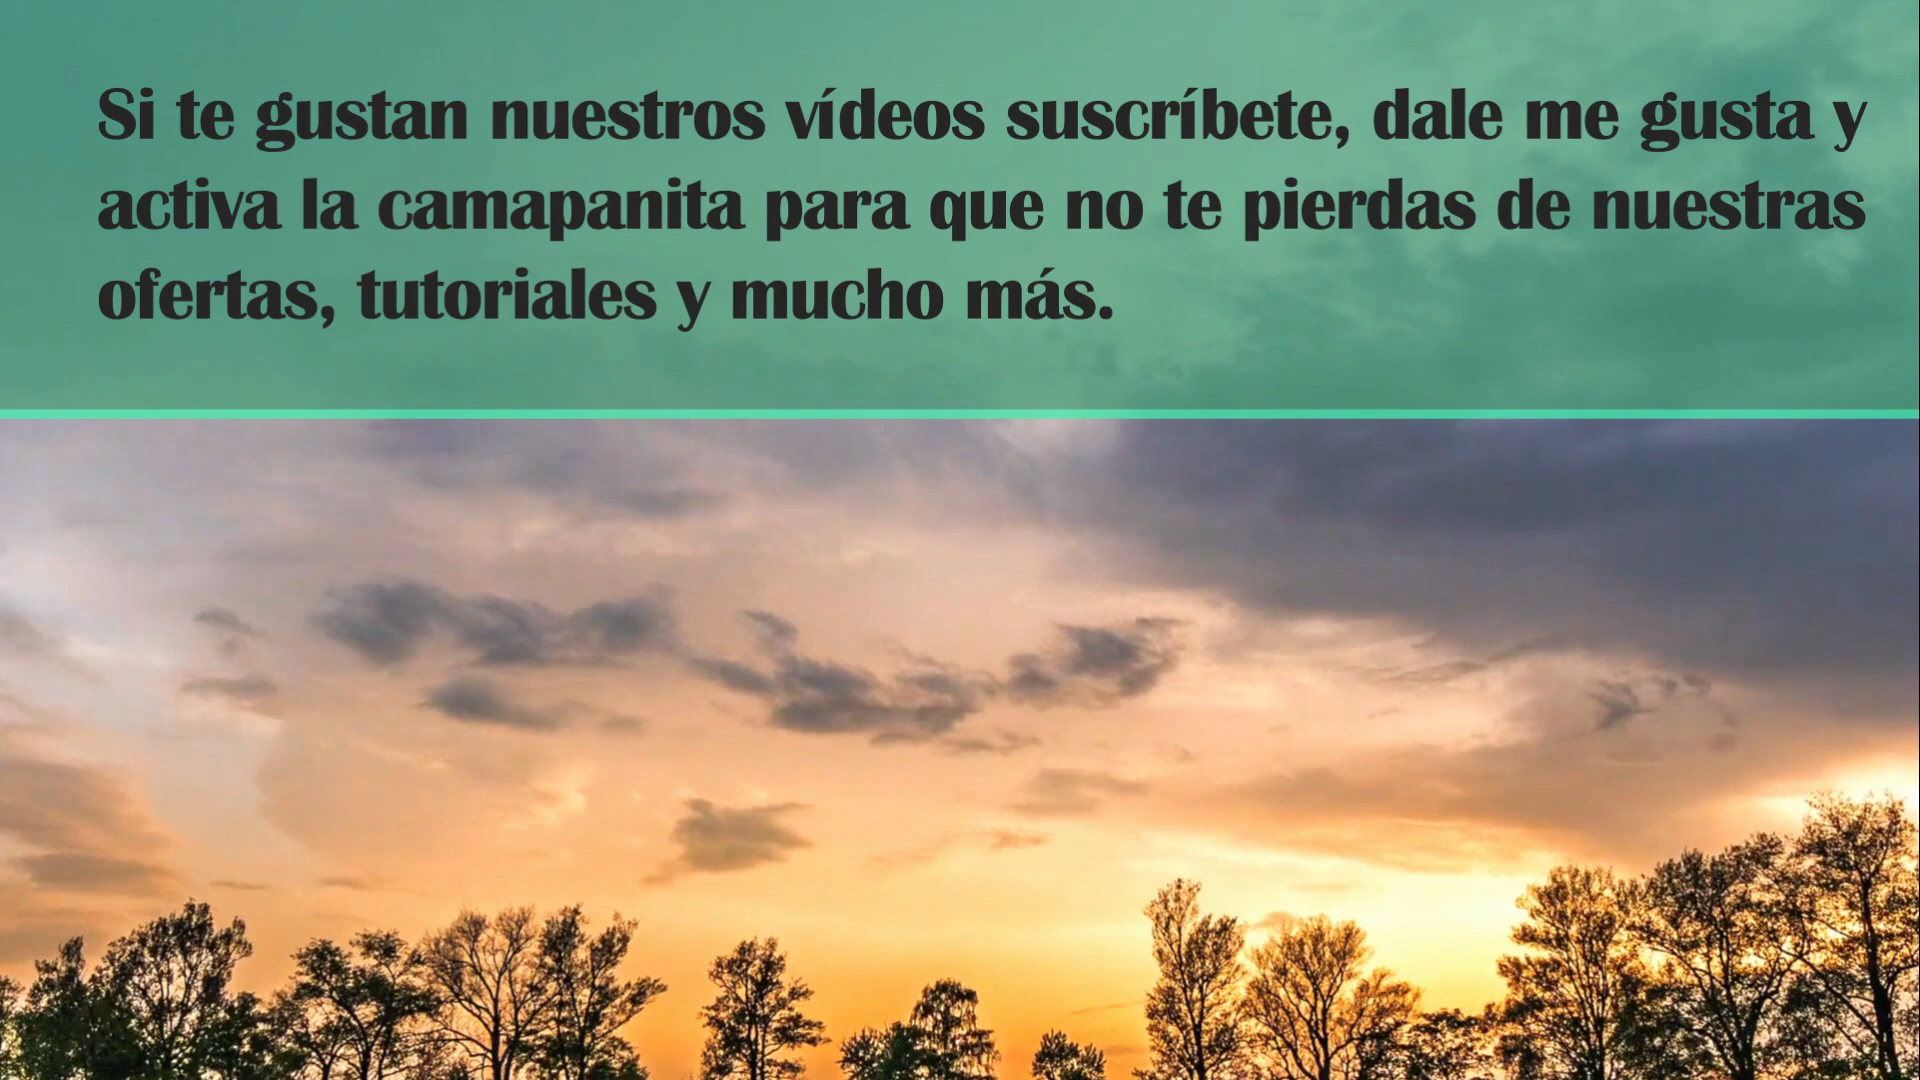 Si te gustan nuestros vídeos suscríbete, dale me gusta y
activa la camapanita para que no te pierdas de nuestras
ofertas, tutoriales y mucho más.